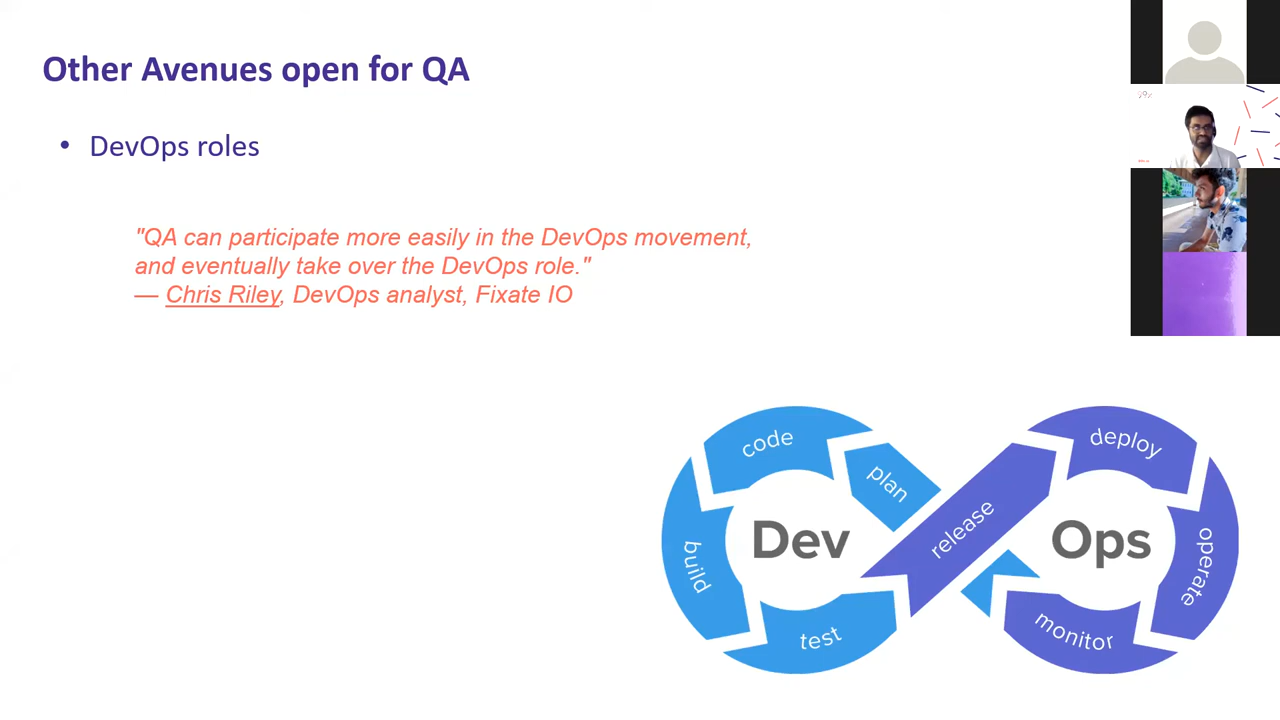 Other Avenues open for QA
• DevOps roles
"QA can participate more easily in the DevOps movement,
and eventually take over the DevOps role."
— Chris Riley, DevOps analyst, Fixate IO
code
plan
build
Dev
test
release
deploy
Ops
operate
monitor
99x